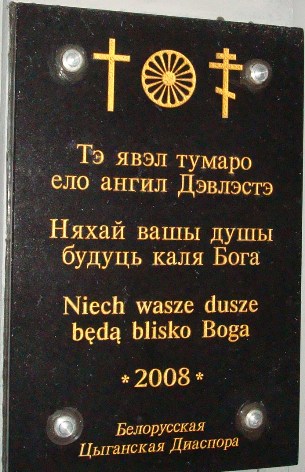 Тэ явэл тумаро
ело ангил Дэвлэстэ
Няхай вашы душы
будуць каля Бога
Niech wasze dusze
będą blisko Boga
*2008*
Белорусская
Цыганская Диаспора